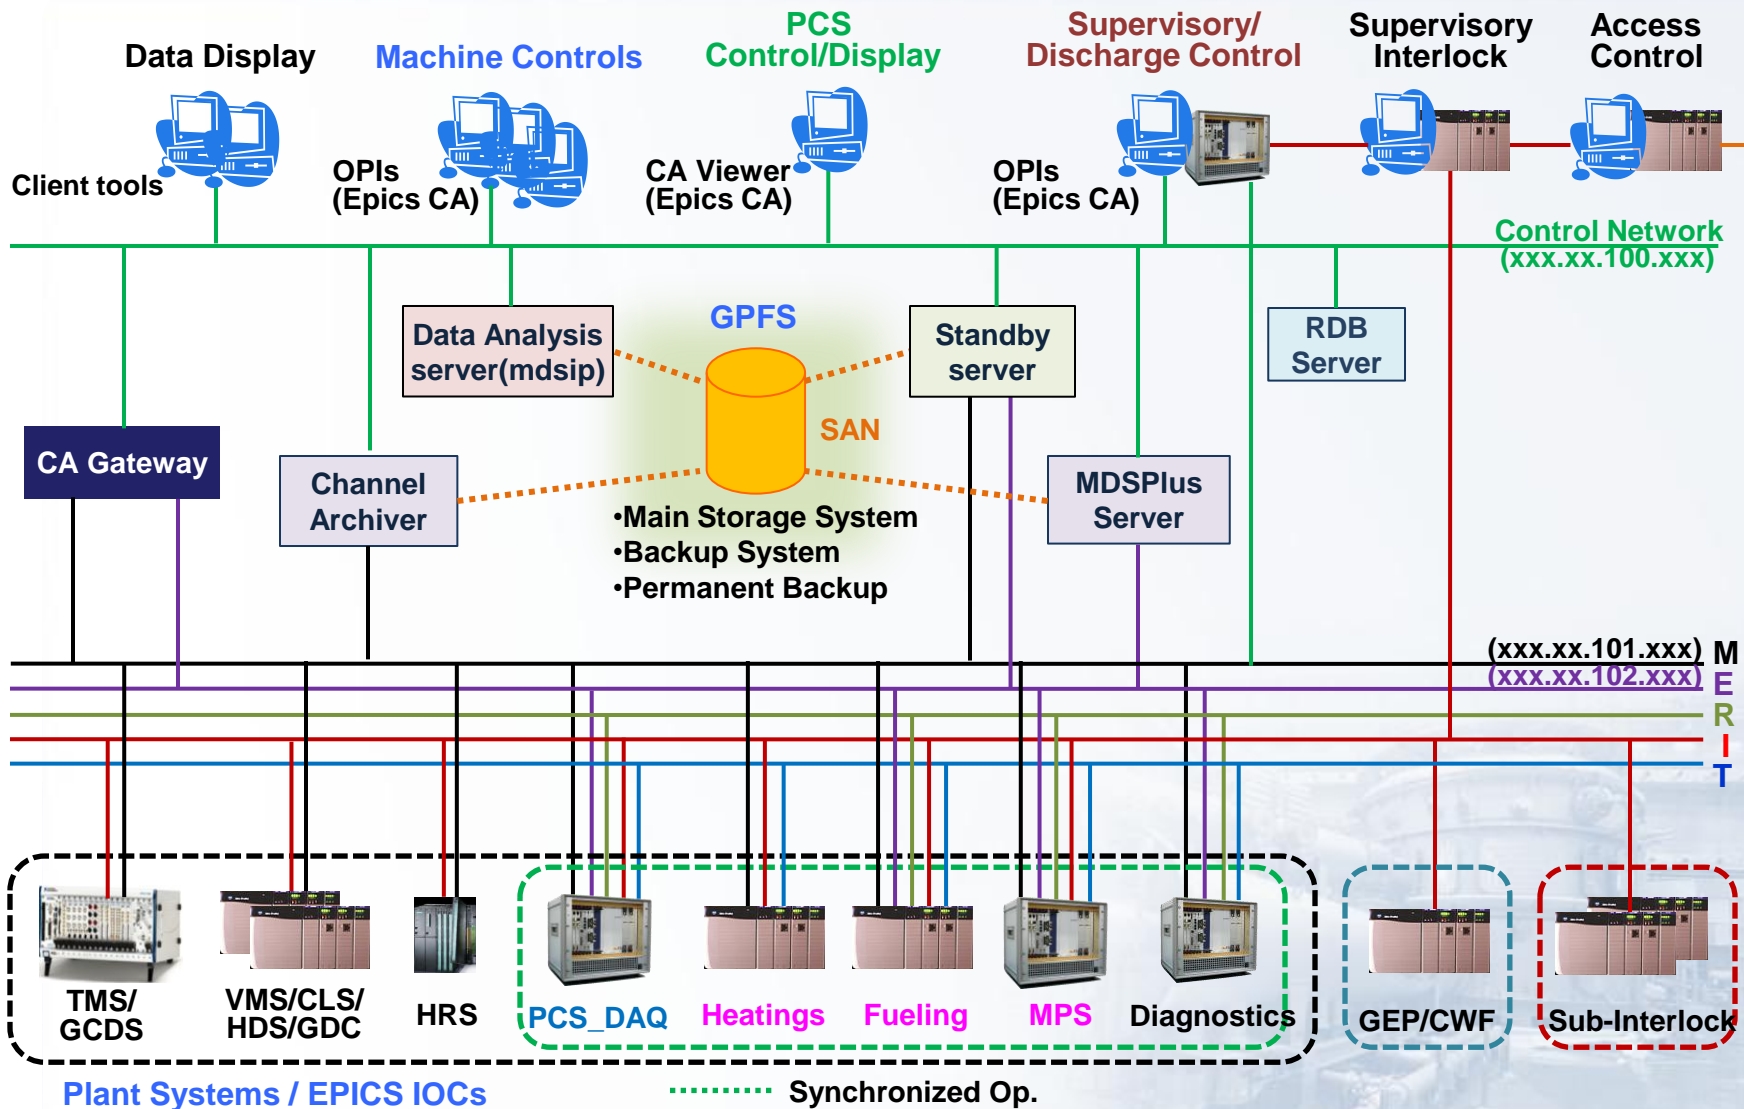 Data Display
Machine Controls
PCS
Control/Display
Supervisory/
Discharge Control
Supervisory
Interlock
Access
Control
Client tools
OPIs
(Epics CA)
CA Viewer
(Epics CA)
OPIs
(Epics CA)
Control Network
(xxx.xx.100.xxx)
Data Analysis
server(mdsip)
GPFS
Standby
server
RDB
Server
SAN
CA Gateway
Channel
Archiver
MDSPlus
Server
•Main Storage System
•Backup System
•Permanent Backup
(xxx.xx.101.xxx) M
(xxx.xx.102.xxx) E
R
I
T
TMS/
GCDS
VMS/CLS/
HDS/GDC
HRS
PCS_DAQ
Heatings
Fueling
MPS
Diagnostics
GEP/CWF
Sub-Interlock
Plant Systems / EPICS IOCs
Synchronized Op.